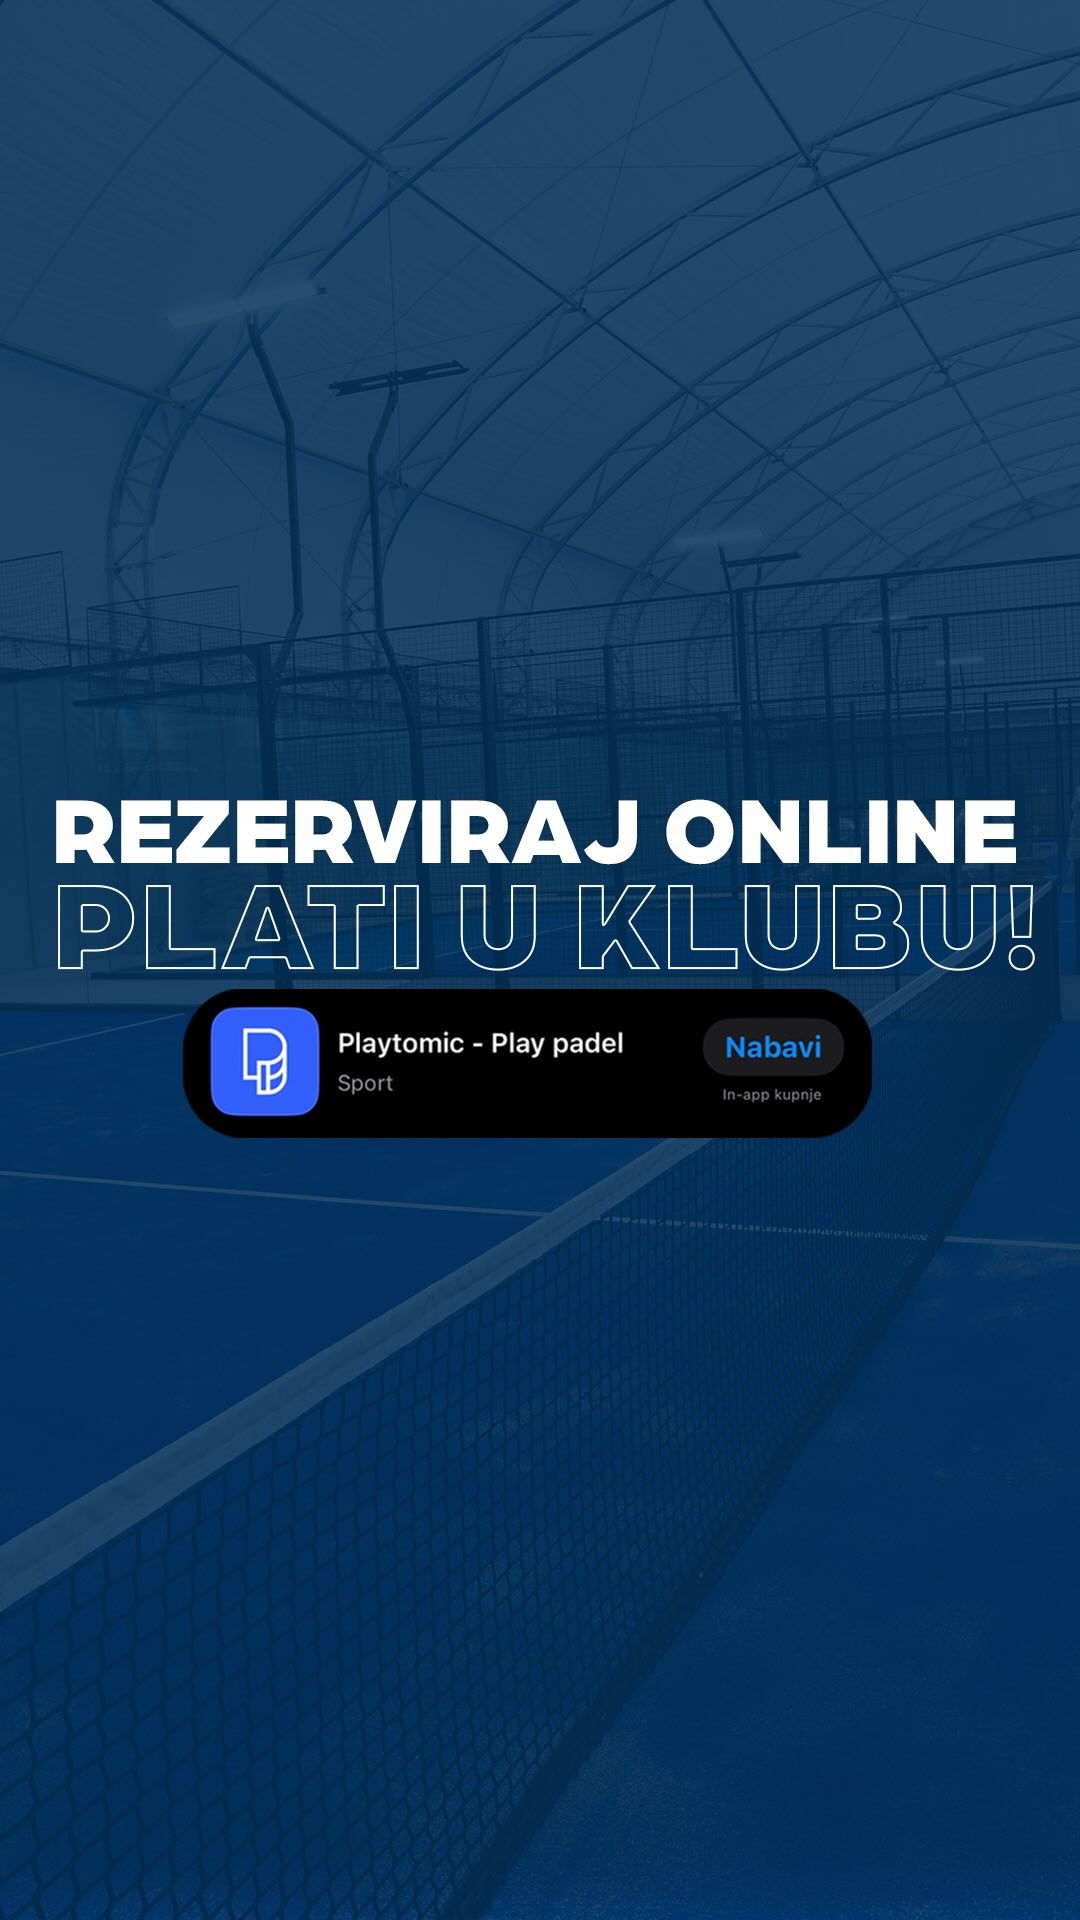 REZERVIRAJ ONLINE
PLATI U KLUBU!
Playtomic - Play padel
Sport
Nabavi
In-app kupnje